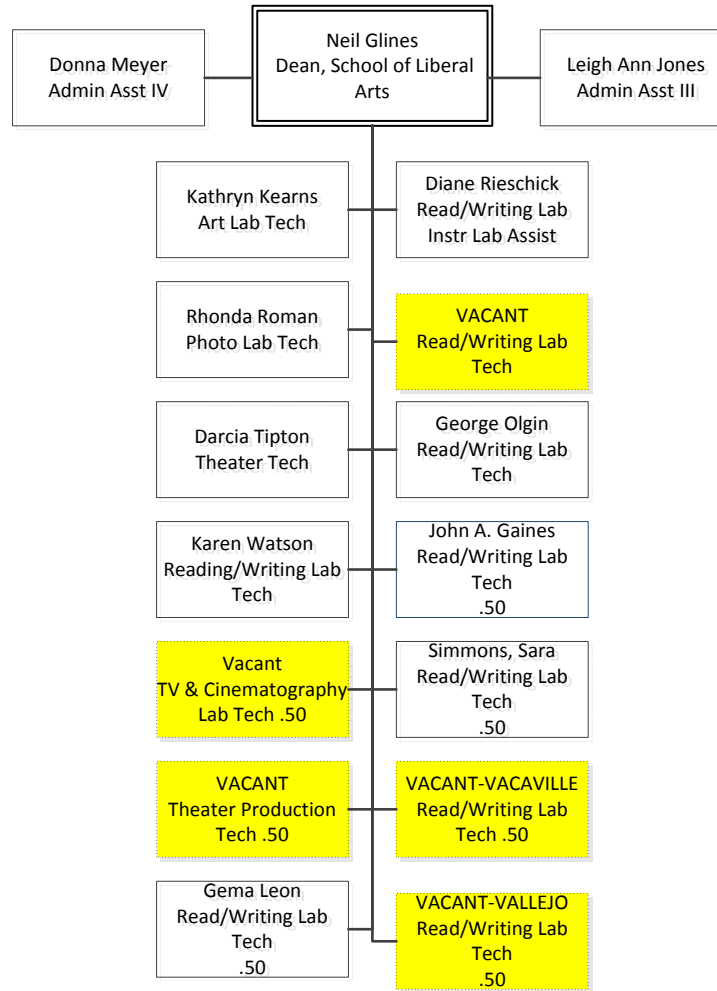 Neil Glines
Dean, School of Liberal
Arts
Donna Meyer
Admin Asst IV
Leigh Ann Jones
Admin Asst III
Kathryn Kearns
Art Lab Tech
Diane Rieschick
Read/Writing Lab
Instr Lab Assist
Rhonda Roman
Photo Lab Tech
VACANT
Read/Writing Lab
Tech
Darcia Tipton
Theater Tech
George Olgin
Read/Writing Lab
Tech
Karen Watson
Reading/Writing Lab
Tech
John A. Gaines
Read/Writing Lab
Tech
.50
Vacant
TV & Cinematography
Lab Tech .50
Simmons, Sara
Read/Writing Lab
Tech
.50
VACANT
Theater Production
Tech .50
VACANT-VACAVILLE
Read/Writing Lab
Tech .50
Gema Leon
Read/Writing Lab
Tech
.50
VACANT-VALLEJO
Read/Writing Lab
Tech
.50